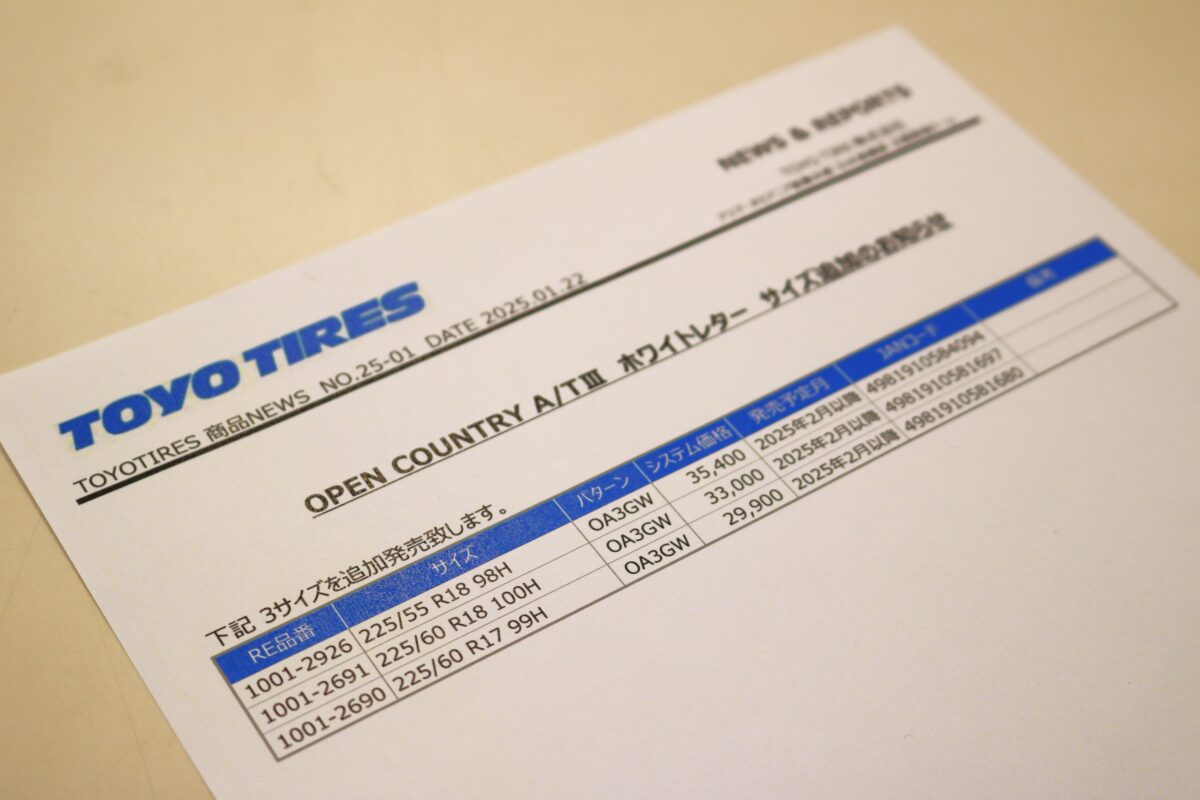 NEWS & REPORTS
TOYO TIRES
TOYOTIRES 商品NEWS NO.25-01 DATE 2025.01.22
OPEN COUNTRY A/TⅢ ホワイトレター サイズ追加のお知らせ
下記 3サイズを追加発売致します。
RE品番 サイズ パターン システム価格 発売予定月 JANコード 備考
1001-2926 225/55 R18 98H OA3GW 35,400 2025年2月以降 4981910584094
1001-2691 225/60 R18 100H OA3GW 33,000 2025年2月以降 4981910581697
1001-2690 225/60 R17 99H OA3GW 29,900 2025年2月以降 4981910581680